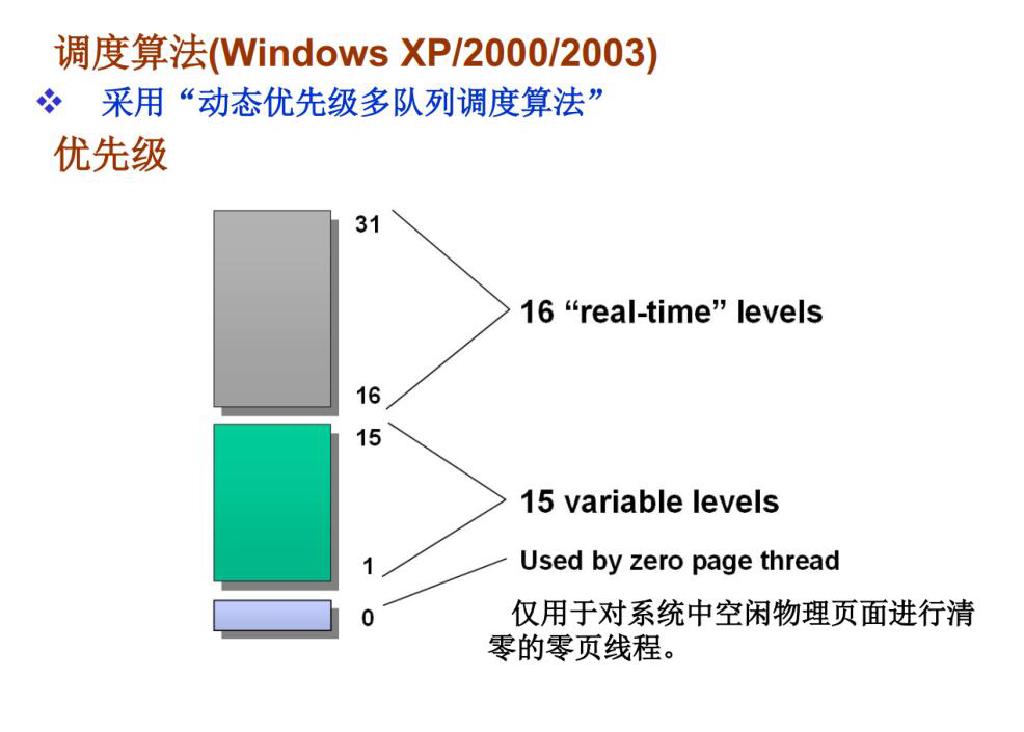 调度算法(Windows XP/2000/2003)
采用“动态优先级多队列调度算法”
优先级
31
16 “real-time” levels
16
15
15 variable levels
1
Used by zero page thread
0
仅用于对系统中空闲物理页面进行清
零的零页线程。